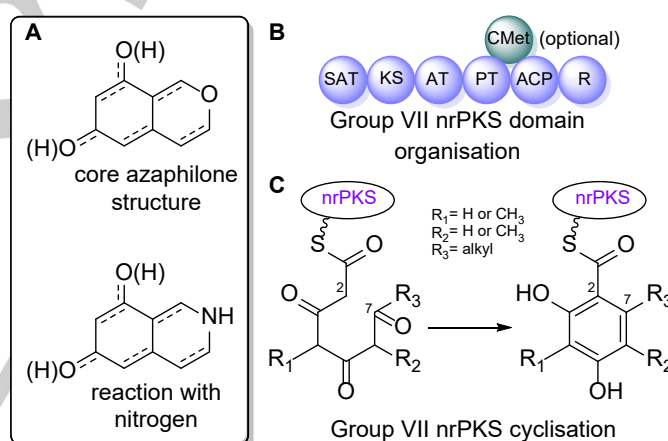 A
O(H)
O
(H)O
core azaphilone
structure
O(H)
NH
(H)O
reaction with
nitrogen
B
CMet (optional)
SAT KS AT PT ACP R
Group VII nrPKS domain
organisation
C
nrPKS
S
O
2
O
7
R3
O
R1
R2
O
R1= H or CH3
R2= H or CH3
R3= alkyl
nrPKS
S
O
2
HO
7
R3
R1
R2
OH
Group VII nrPKS cyclisation